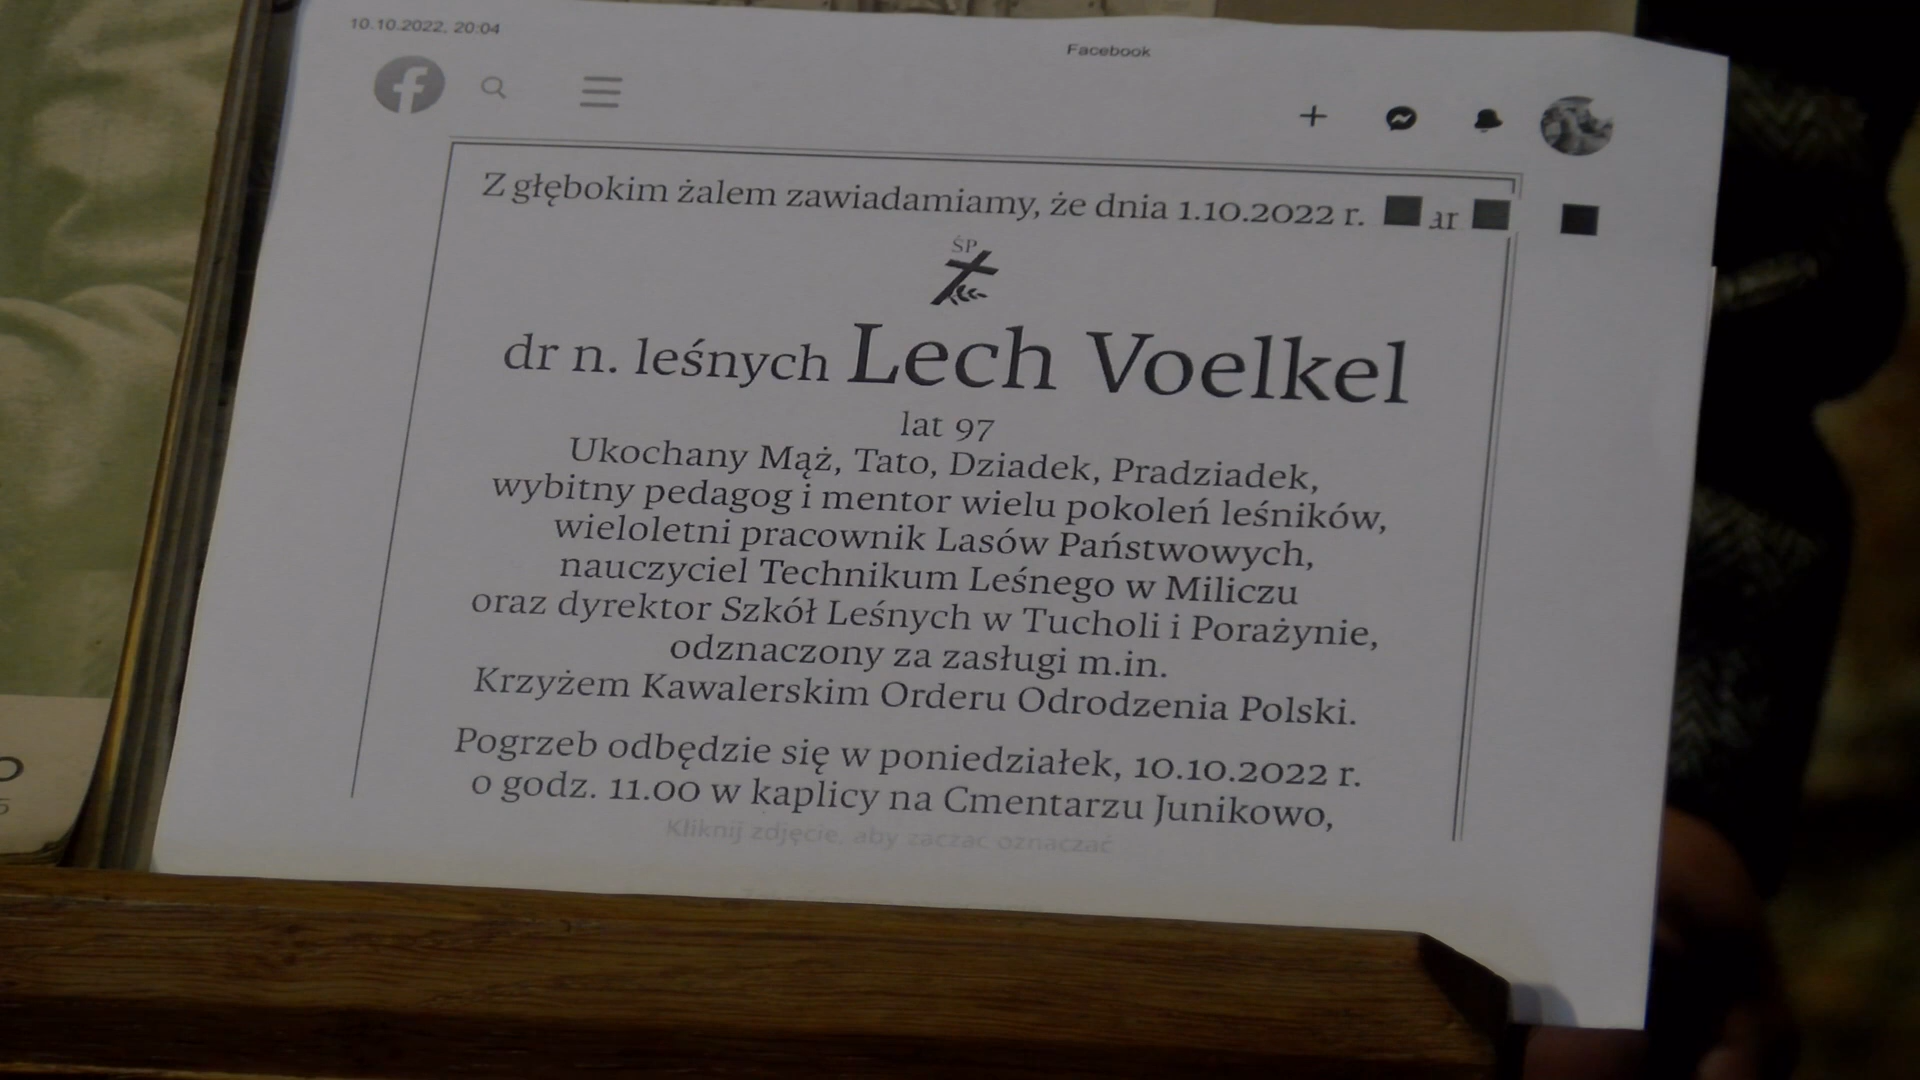 10.10.2022, 20:04
Facebook
Z głębokim żalem zawiadamiamy, że dnia 1.10.2022 r. ar
ŚP
dr n. leśnych Lech Voelkel
lat 97
Ukochany Mąż, Tato, Dziadek, Pradziadek,
wybitny pedagog i mentor wielu pokoleń leśników,
wieloletni pracownik Lasów Państwowych,
nauczyciel Technikum Leśnego w Miliczu
oraz dyrektor Szkół Leśnych w Tucholi i Porażynie,
odznaczony za zasługi m.in.
Krzyżem Kawalerskim Orderu Odrodzenia Polski.
Pogrzeb odbędzie się w poniedziałek, 10.10.2022 r.
o godz. 11.00 w kaplicy na Cmentarzu Junikowo,
Kliknij zdjęcie, aby zacząć oznaczać